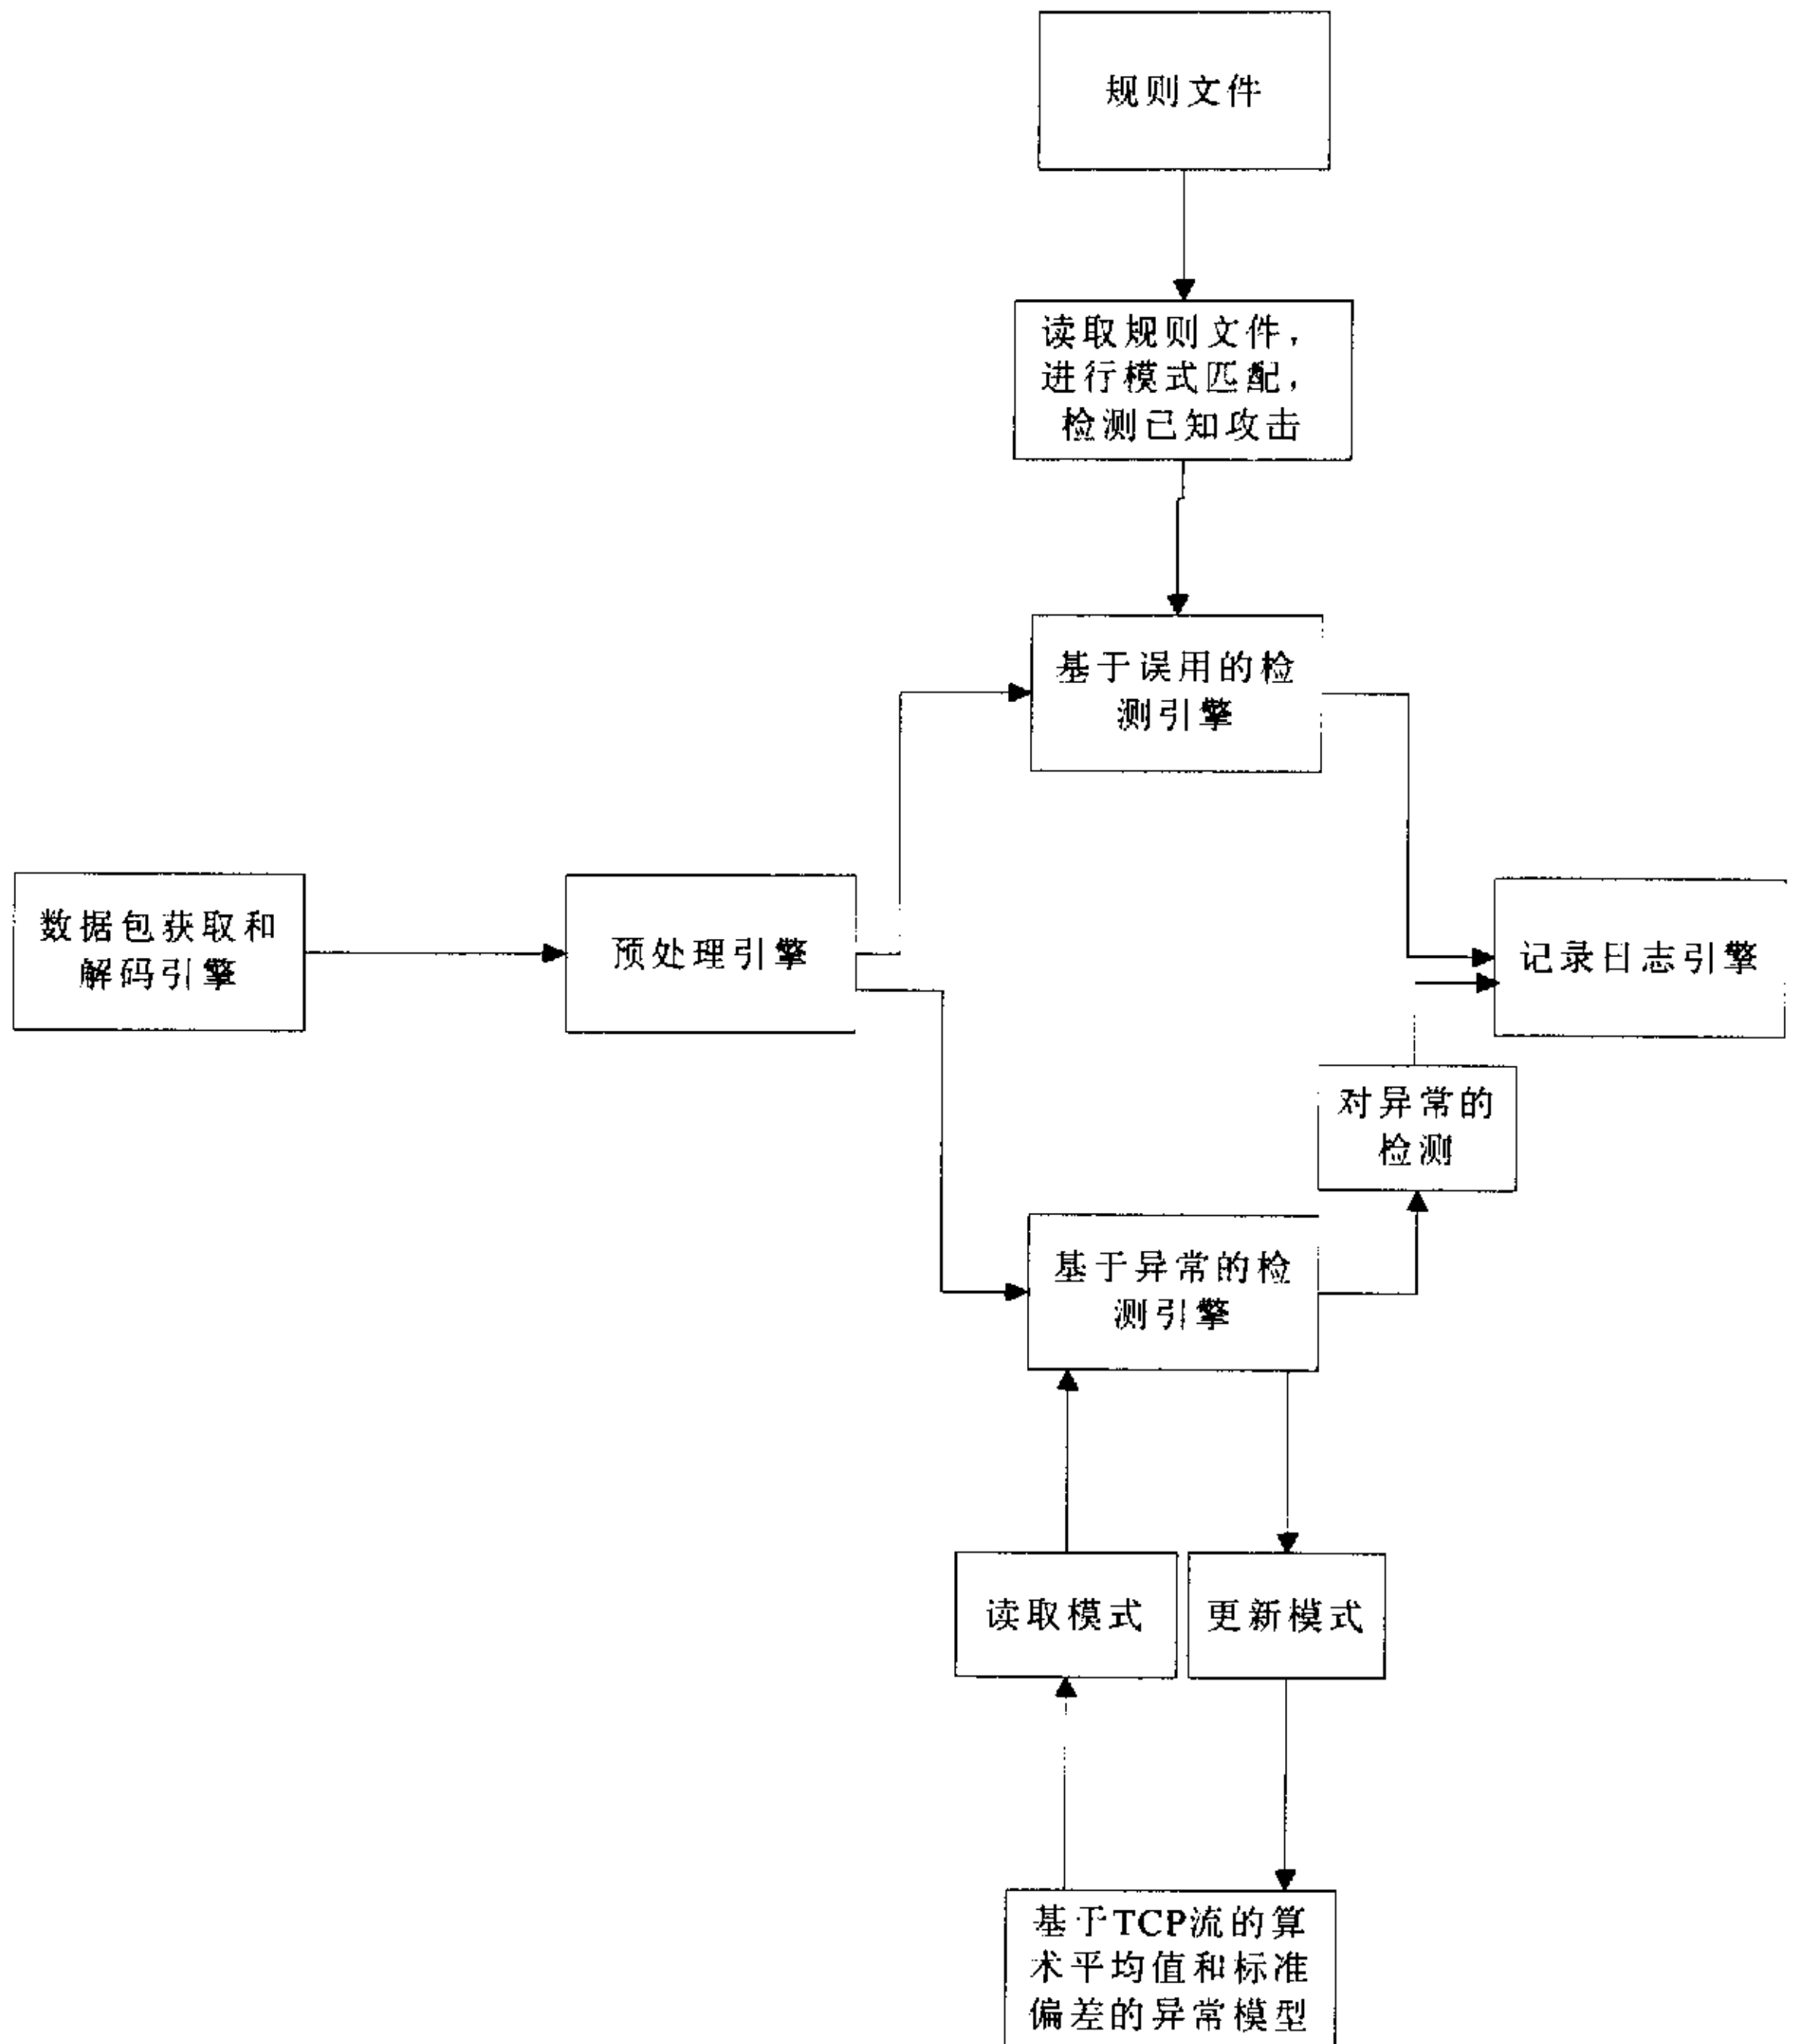 规则文件
读取规则文件，
进行模式匹配，
检测已知攻击
基于误用的检
测引擎
数据包获取和
解码引擎
预处理引擎
记录日志引擎
对异常的
检测
基于异常的检
测引擎
读取模式
更新模式
基于TCP流的算
术平均值和标准
偏差的异常模型